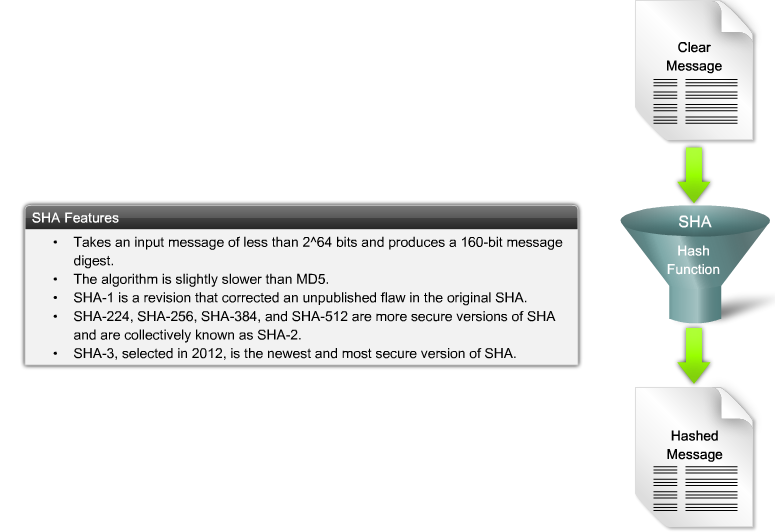 Clear
Message
SHA
Hash
Function
SHA Features
• Takes an input message of less than 2^64 bits and produces a 160-bit message
digest.
• The algorithm is slightly slower than MD5.
• SHA-1 is a revision that corrected an unpublished flaw in the original SHA.
• SHA-224, SHA-256, SHA-384, and SHA-512 are more secure versions of SHA
and are collectively known as SHA-2.
• SHA-3, selected in 2012, is the newest and most secure version of SHA.
Hashed
Message